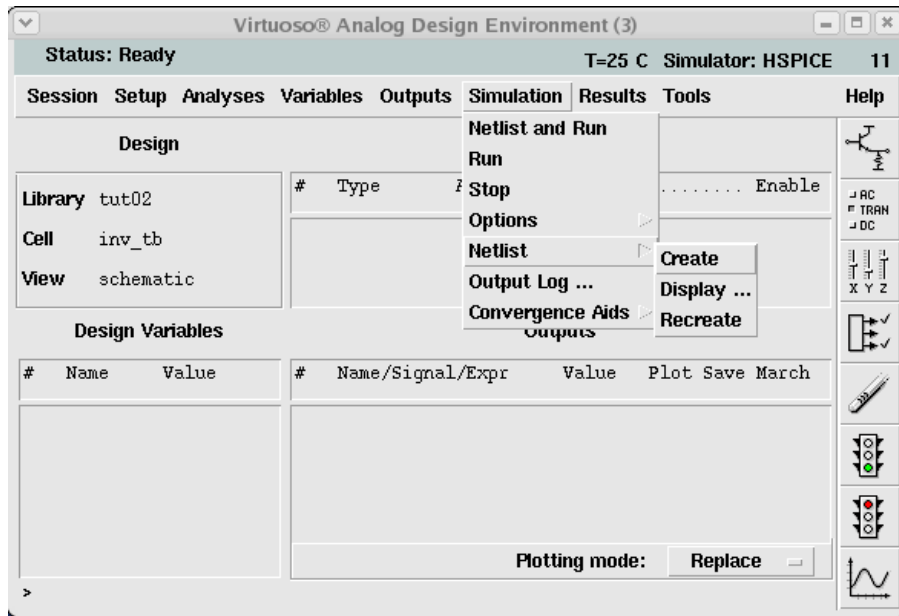 Virtuoso® Analog Design Environment (3)
Status: Ready
T=25 C Simulator: HSPICE 11
Session Setup Analyses Variables Outputs Simulation Results Tools Help
Netlist and Run
Run
Stop
Options
Netlist
Output Log ...
Convergence Aids
Create
Display ...
Recreate
Design
Library tut02
Cell inv_tb
View schematic
# Type ........ Enable
Design Variables
# Name Value
Outputs
# Name/Signal/Expr Value Plot Save March
Plotting mode: Replace
>
AC
TRAN
DC
X Y Z